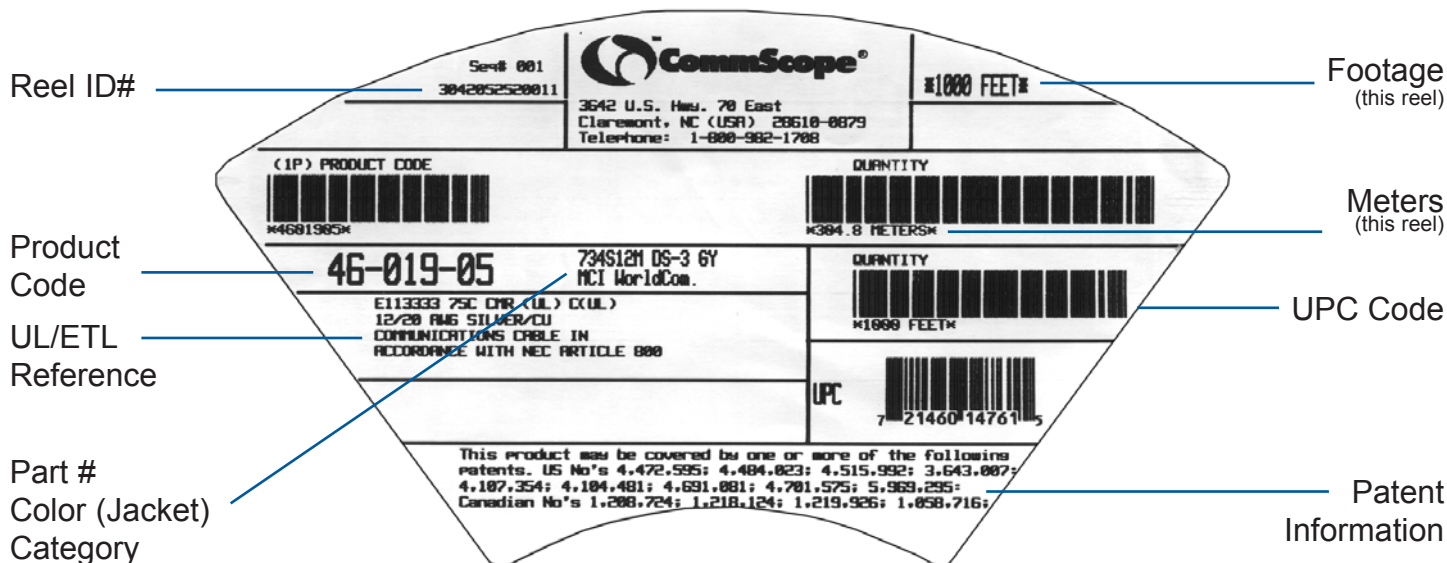 Reel ID#
Product
Code
UL/ETL
Reference
Part #
Color (Jacket)
Category
Seq# 001
3042052520011
™
CommScope®
3642 U.S. Hwy. 70 East
Claremont, NC (USA) 28610-0879
Telephone: 1-800-982-1708
*1000 FEET*
(1P) PRODUCT CODE
*4601905*
QUANTITY
*304.8 METERS*
46-019-05
734S12M DS-3 GY
MCI WorldCom.
E113333 75C CMR (UL) C(UL)
12/20 AWG SILVER/CU
COMMUNICATIONS CABLE IN
ACCORDANCE WITH NEC ARTICLE 800
QUANTITY
*1000 FEET*
UPC
7 21460 14761 5
This product may be covered by one or more of the following
patents. US No's 4,472,595; 4,484,023; 4,515,992; 3,643,007;
4,107,354; 4,104,481; 4,691,081; 4,701,575; 5,969,295;
Canadian No's 1,208,724; 1,218,124; 1,219,926; 1,058,716;
Footage
(this reel)
Meters
(this reel)
UPC Code
Patent
Information